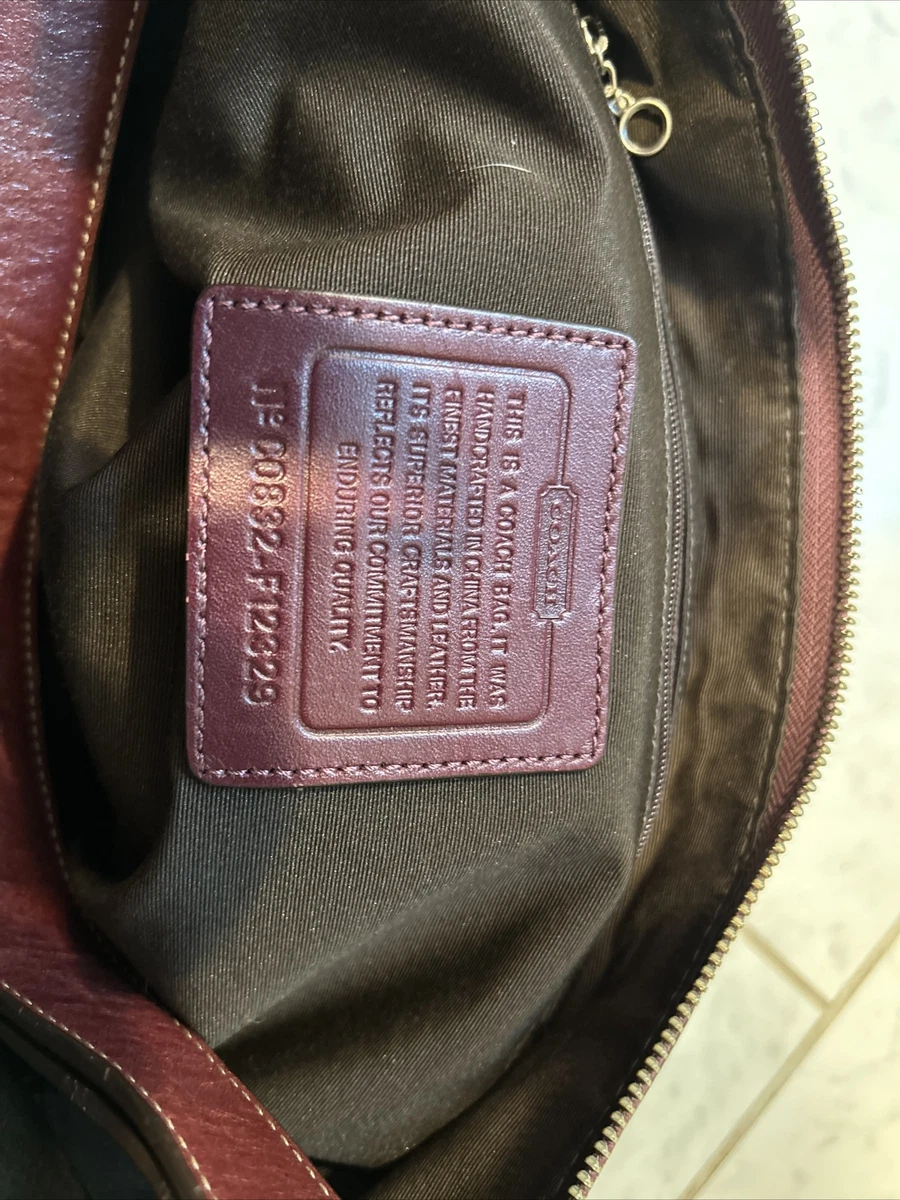 COACH
THIS IS A COACH BAG. IT WAS
HANDCRAFTED IN CHINA FROM THE
FINEST MATERIALS AND LEATHER.
ITS SUPERIOR CRAFTSMANSHIP
REFLECTS OUR COMMITMENT TO
ENDURING QUALITY.
Nº C0892-F12329